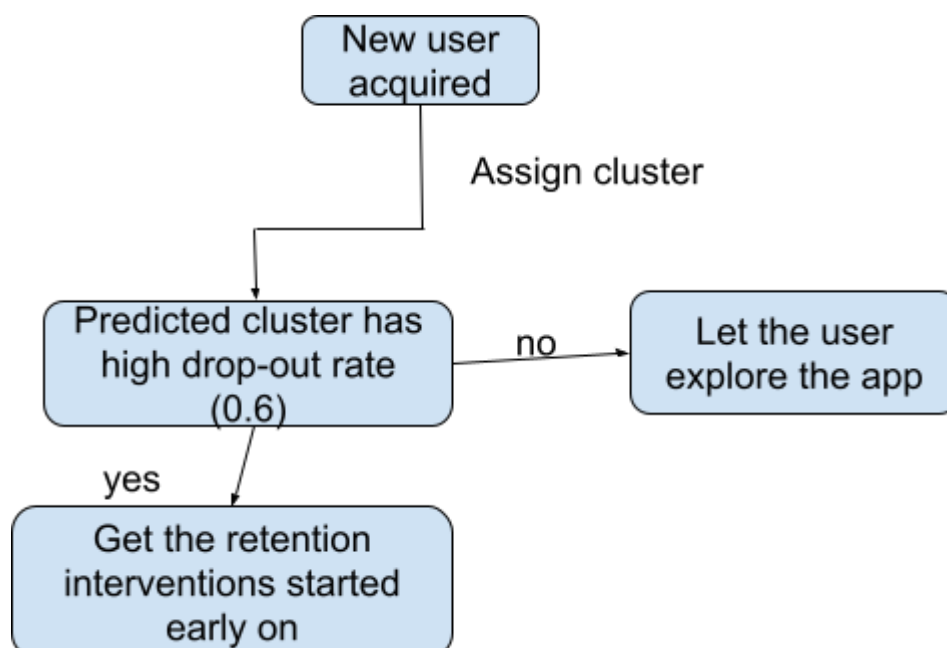 New user
acquired
Assign cluster
Predicted cluster has
high drop-out rate
(0.6)
no
Let the user
explore the app
yes
Get the retention
interventions started
early on